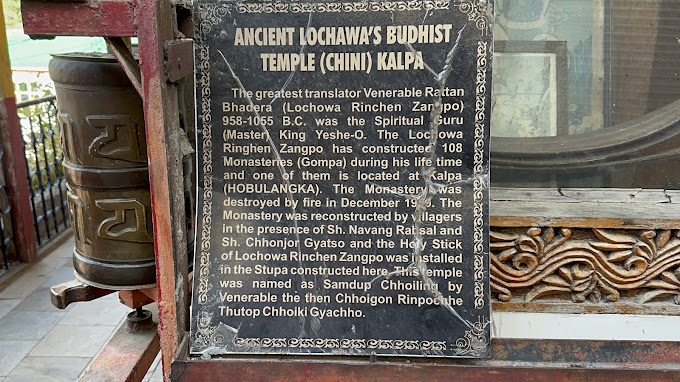 ANCIENT LOCHAWA'S BUDHIST
TEMPLE (CHINI) KALPA
The greatest translator Venerable Rattan
Bhadera (Lochowa Rinchen Zangpo)
958-1055 B.C. was the Spiritual Guru
(Master) King Yeshe-O. The Lochowa
Ringhen Zangpo has constructed 108
Monasteries (Gompa) during his life time
and one of them is located at Kalpa
(HOBULANGKA). The Monastery was
destroyed by fire in December The
Monastery was reconstructed by villagers
in the presence of Sh. Navang Rabsal and
Sh. Chhonjor Gyatso and the Holy Stick
of Lochowa Rinchen Zangpo was installed
in the Stupa constructed here. This temple
was named as Samdup Chhoiling by
Venerable the then Chhoigon Rinpochhe
Thutop Chhoiki Gyachho.